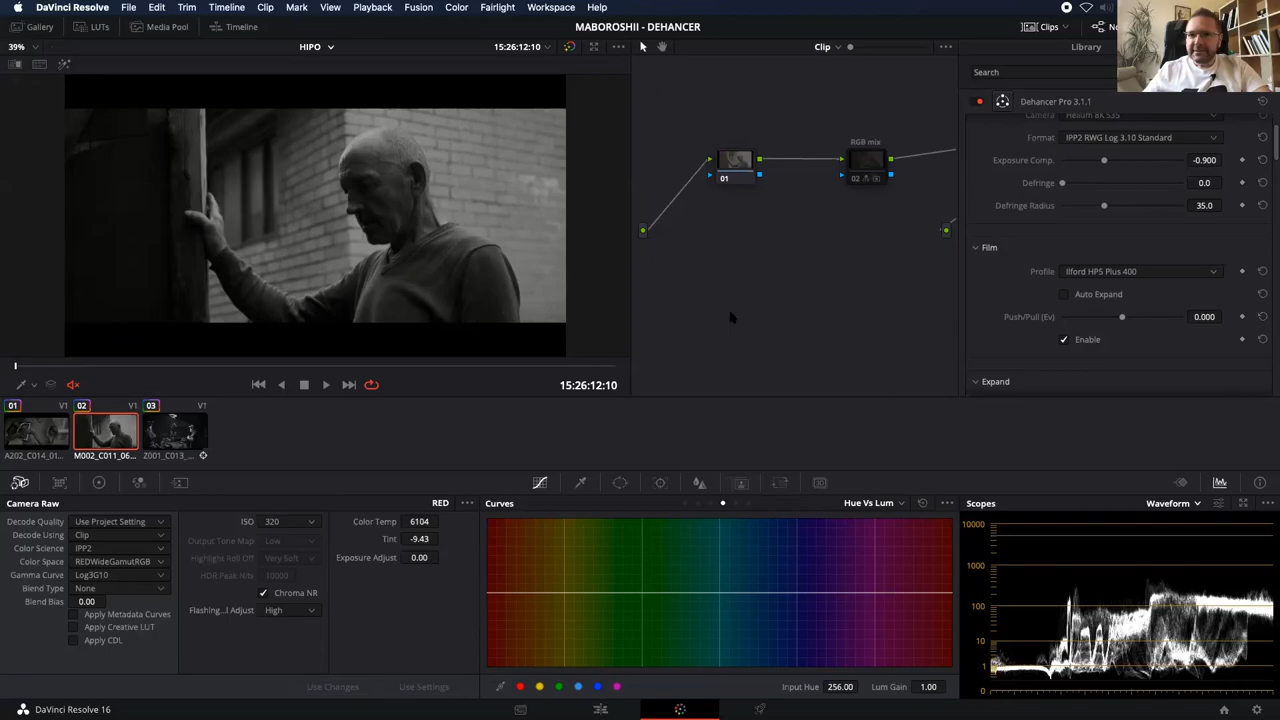 DaVinci Resolve File Edit Trim Timeline Clip Mark View Playback Fusion Color Fairlight Workspace Help
Gallery LUTs Media Pool Timeline MABOROSHII - DEHANCER Clips
39% HIPO 15:26:12:10 Clip Library
Search
Dehancer Pro 3.1.1
Camera Helium 8K S35
Format IPP2 RWG Log 3.10 Standard
Exposure Comp. -0.900
Defringe 0.0
Defringe Radius 35.0
Film
Profile Ilford HP5 Plus 400
Auto Expand
Push/Pull (Ev) 0.000
Enable
Expand
RGB mix
01 02
15:26:12:10
01 V1 02 V1 03 V1
A202_C014_01... M002_C011_06... Z001_C013_...
Camera Raw RED
Decode Quality Use Project Setting
Decode Using Clip
Color Science IPP2
Color Space REDWideGamutRGB
Gamma Curve Log3G10
Blend Type None
Blend Bias 0.00
Apply Metadata Curves
Apply Creative LUT
Apply CDL
ISO 320
Output Tone Map Low
Highlight Roll Off Very Soft
HDR Peak Nits 10000
Chroma NR
Flashing...l Adjust High
Color Temp 6104
Tint -9.43
Exposure Adjust 0.00
Use Changes Use Settings
Curves Hue Vs Lum
Input Hue 256.00 Lum Gain 1.00
Scopes Waveform
10000
1000
100
10
1
0
DaVinci Resolve 16